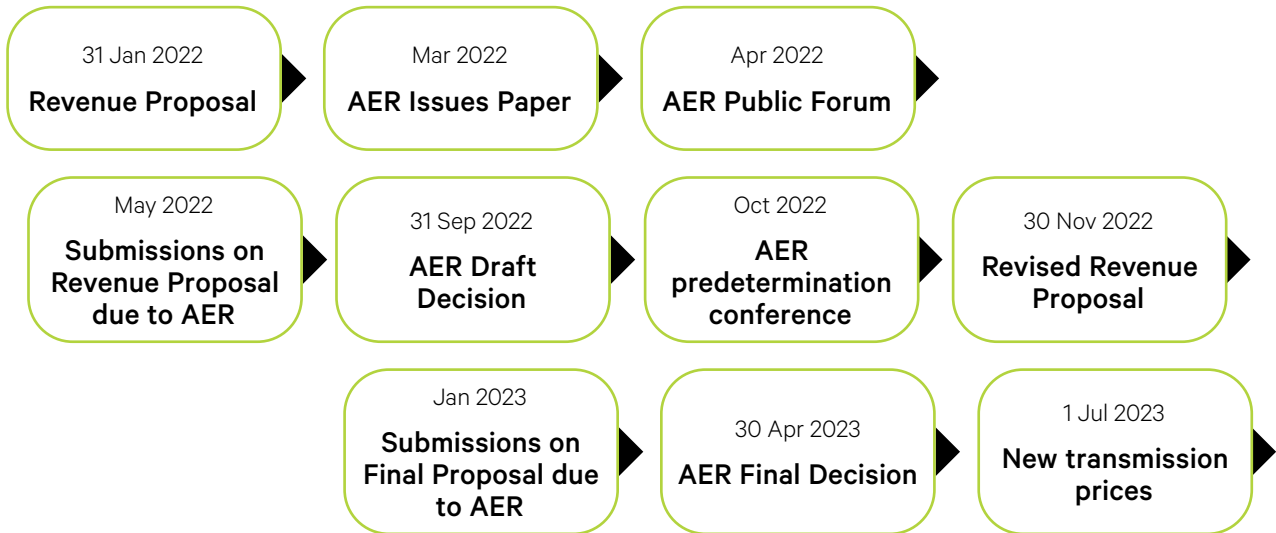 31 Jan 2022
Revenue Proposal
Mar 2022
AER Issues Paper
Apr 2022
AER Public Forum
May 2022
Submissions on
Revenue Proposal
due to AER
31 Sep 2022
AER Draft
Decision
Oct 2022
AER
predetermination
conference
30 Nov 2022
Revised Revenue
Proposal
Jan 2023
Submissions on
Final Proposal due
to AER
30 Apr 2023
AER Final Decision
1 Jul 2023
New transmission
prices